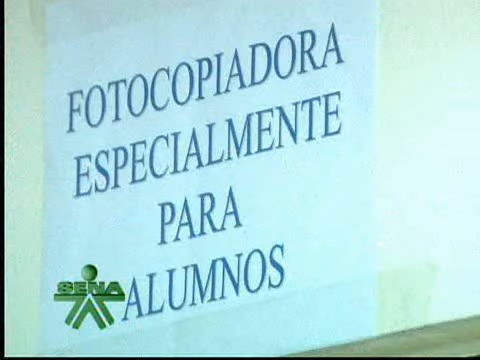 FOTOCOPIADORA
ESPECIALMENTE
PARA
ALUMNOS
SENA